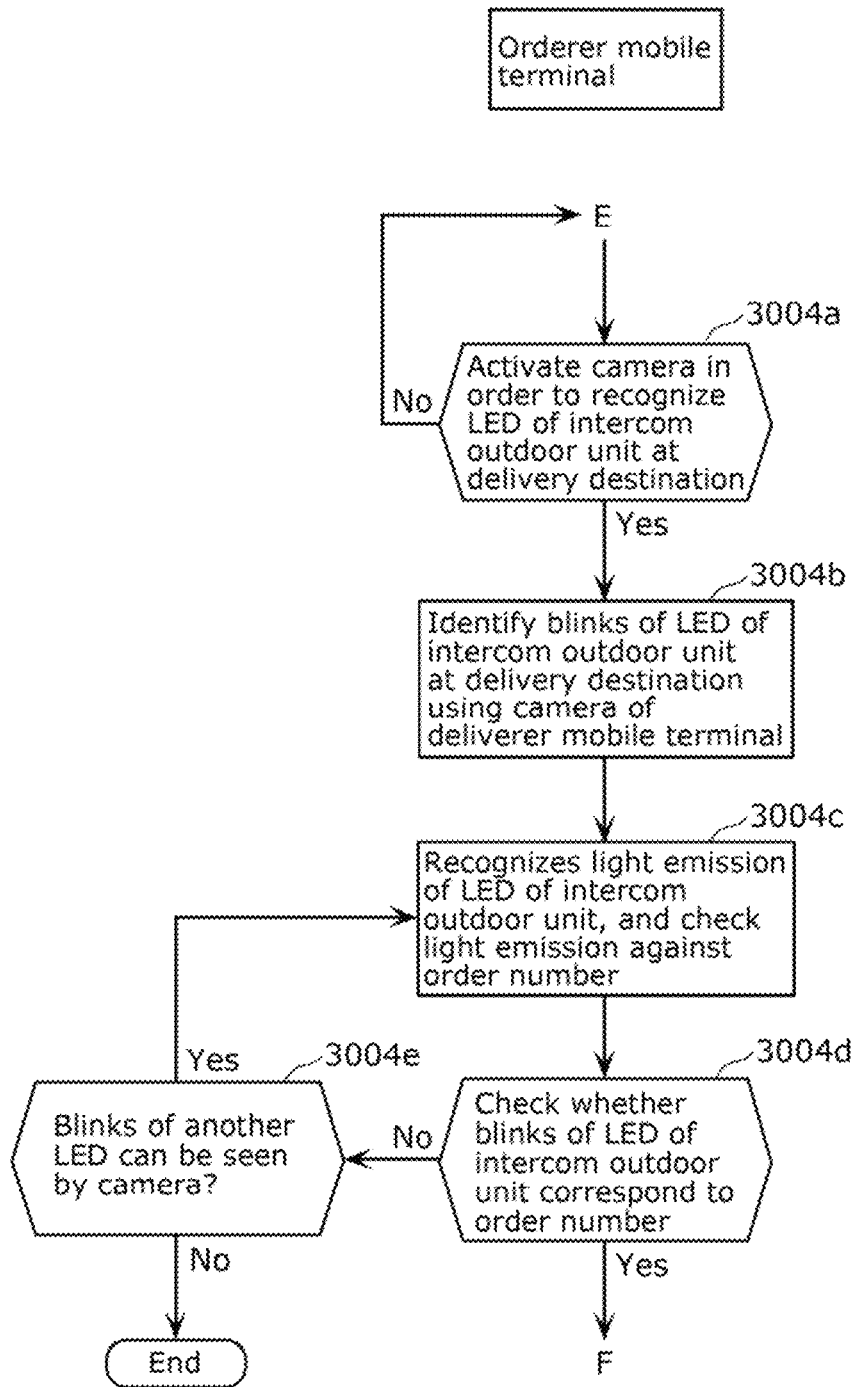 Orderer mobile
terminal
E
3004a
Activate camera in
order to recognize
LED of intercom
outdoor unit at
delivery destination
No
Yes
3004b
Identify blinks of LED of
intercom outdoor unit
at delivery destination
using camera of
deliverer mobile terminal
3004c
Recognizes light emission
of LED of intercom
outdoor unit, and check
light emission against
order number
3004d
Check whether
blinks of LED of
intercom outdoor
unit correspond to
order number
No
Yes
3004e
Blinks of another
LED can be seen
by camera?
Yes
No
End
F